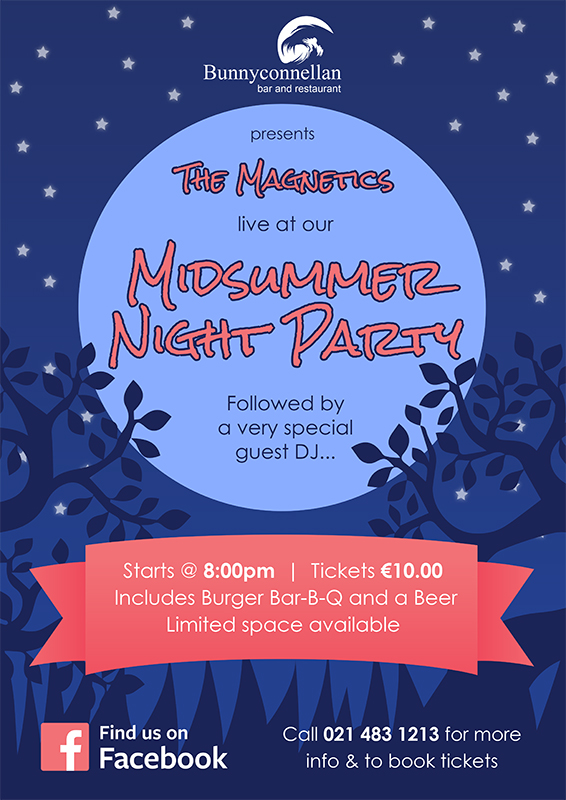 Bunnyconnellan
bar and restaurant
presents
The Magnetics
live at our
Midsummer
Night Party
Followed by
a very special
guest DJ...
Starts @ 8:00pm | Tickets €10.00
Includes Burger Bar-B-Q and a Beer
Limited space available
f
Find us on
Facebook
Call 021 483 1213 for more
info & to book tickets